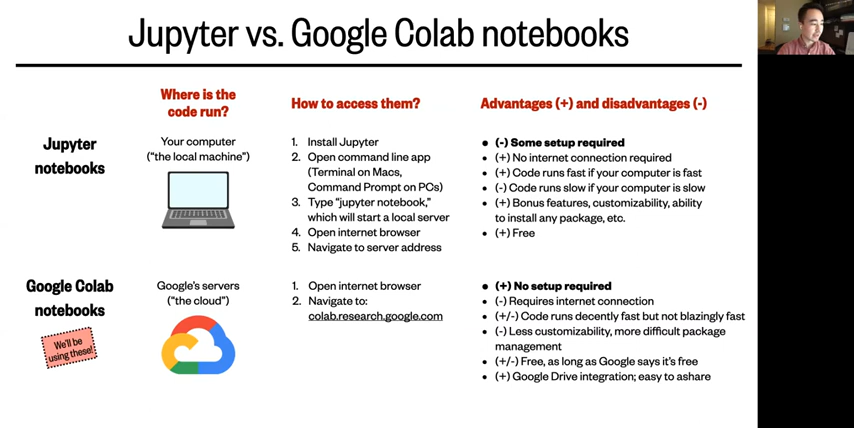 Jupyter vs. Google Colab notebooks
Where is the
code run?
How to access them?
Advantages (+) and disadvantages (-)
Jupyter
notebooks
Your computer
("the local machine")
1. Install Jupyter
2. Open command line app
(Terminal on Macs,
Command Prompt on PCs)
3. Type "jupyter notebook,"
which will start a local server
4. Open internet browser
5. Navigate to server address
• (-) Some setup required
• (+) No internet connection required
• (+) Code runs fast if your computer is fast
• (-) Code runs slow if your computer is slow
• (+) Bonus features, customizability, ability
to install any package, etc.
• (+) Free
Google Colab
notebooks
We'll be
using these!
Google's servers
("the cloud")
1. Open internet browser
2. Navigate to:
colab.research.google.com
• (+) No setup required
• (-) Requires internet connection
• (+/-) Code runs decently fast but not blazingly fast
• (-) Less customizability, more difficult package
management
• (+/-) Free, as long as Google says it's free
• (+) Google Drive integration; easy to ashare